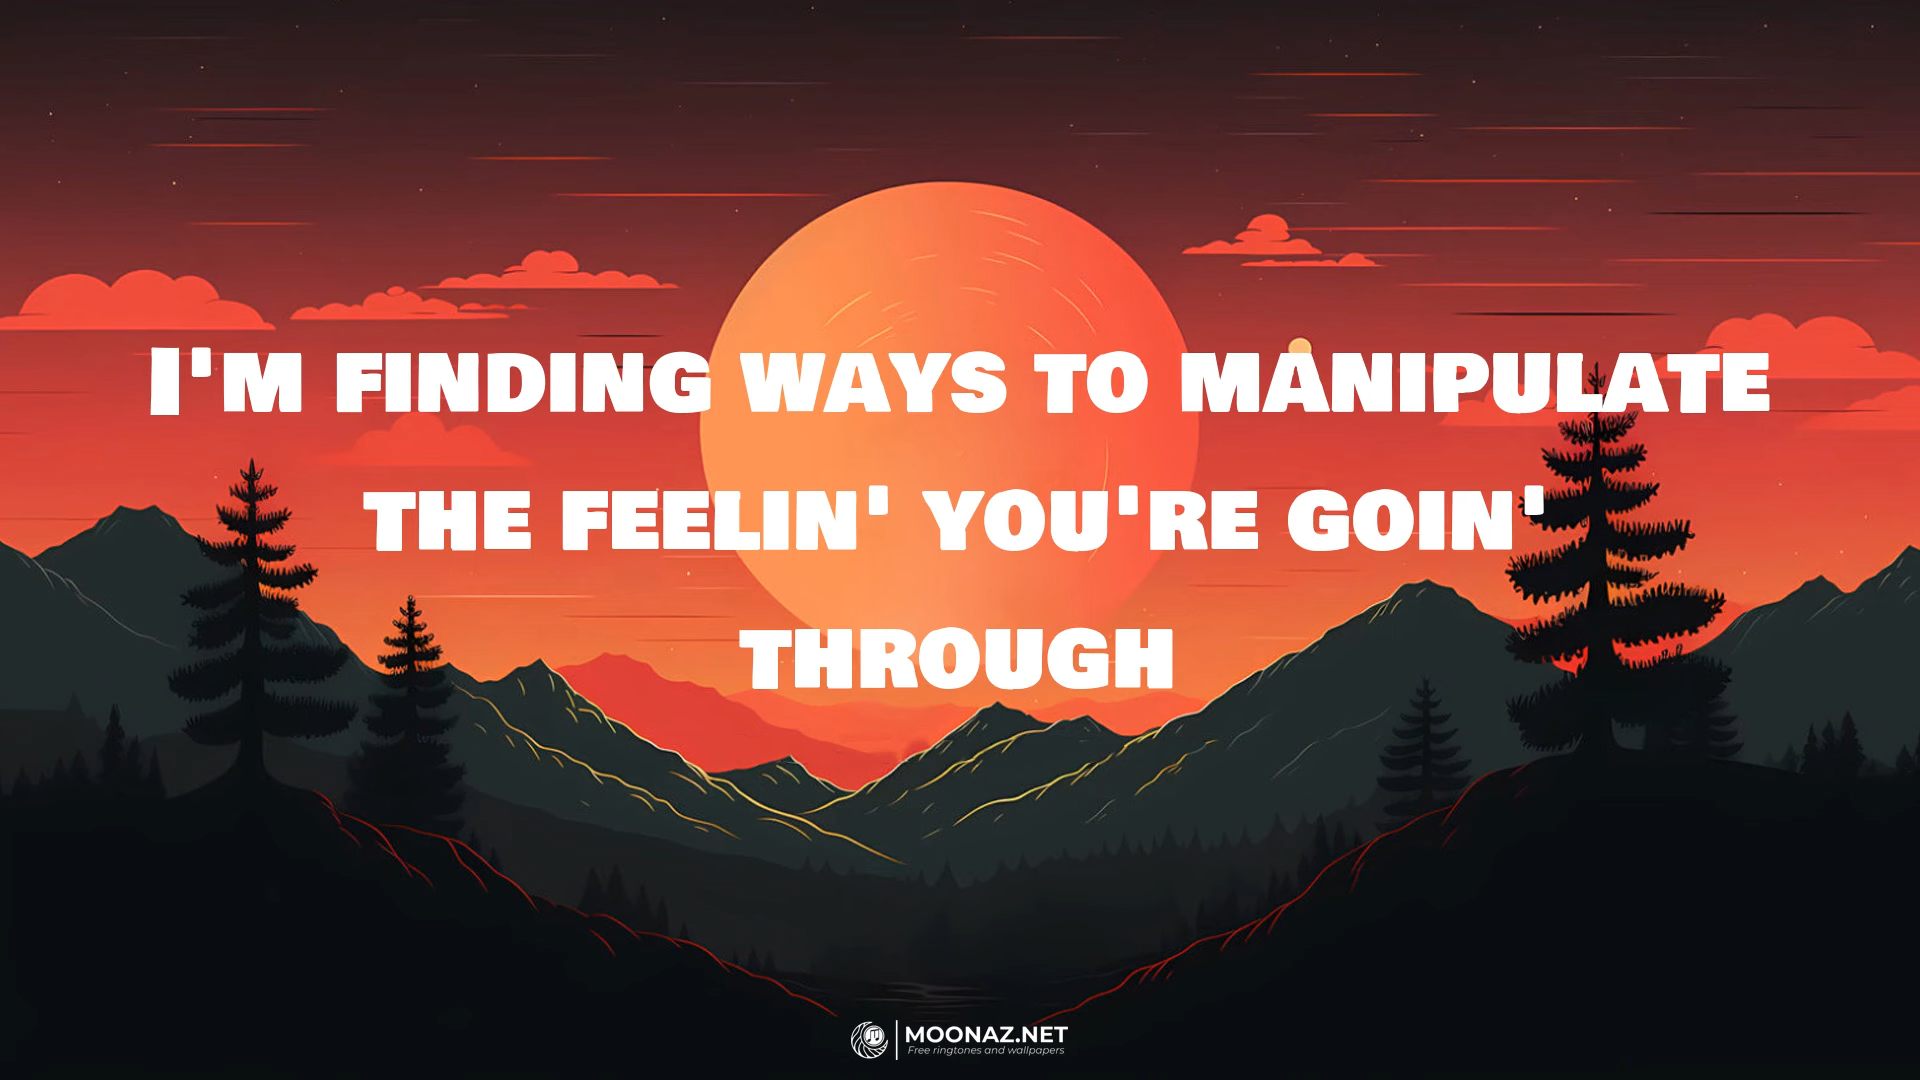 I'm finding ways to manipulate
the feelin' you're goin'
through
MOONAZ.NET
Free ringtones and wallpapers